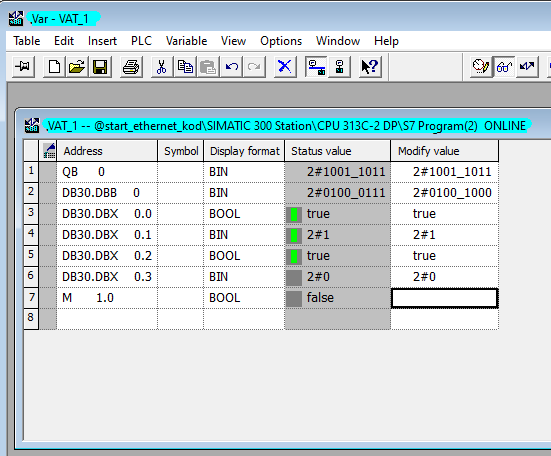 Var - VAT_1
Table Edit Insert PLC Variable View Options Window Help
VAT_1 -- @start_ethernet_kod\SIMATIC 300 Station\CPU 313C-2 DP\S7 Program(2) ONLINE
Address Symbol Display format Status value Modify value
1 QB 0 BIN 2#1001_1011 2#1001_1011
2 DB30.DBB 0 BIN 2#0100_0111 2#0100_1000
3 DB30.DBX 0.0 BOOL true true
4 DB30.DBX 0.1 BIN 2#1 2#1
5 DB30.DBX 0.2 BOOL true true
6 DB30.DBX 0.3 BIN 2#0 2#0
7 M 1.0 BOOL false
8